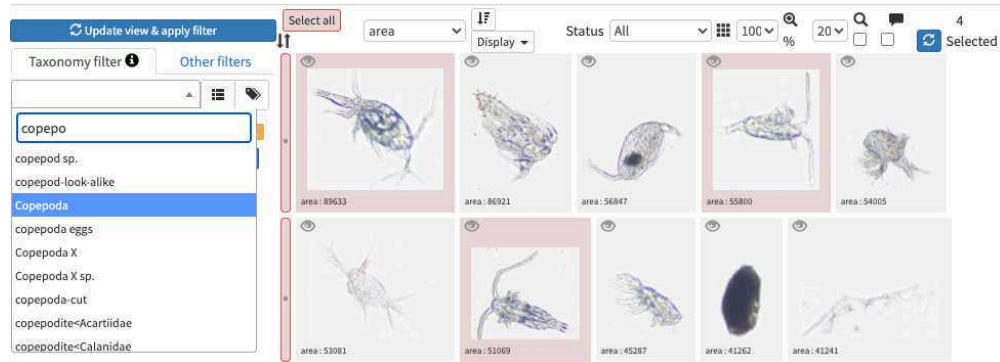 Update view & apply filter
Select all
area
Display
Status All
100
%
20
4
Selected
Taxonomy filter
Other filters
copepo
copepod sp.
copepod-look-alike
Copepoda
copepoda eggs
Copepoda X
Copepoda X sp.
copepoda-cut
copepodite<Acartiidae
copepodite<Calanidae
area : 89633
area : 86921
area : 56847
area : 55800
area : 54005
area : 53081
area : 51069
area : 45287
area : 41262
area : 41241